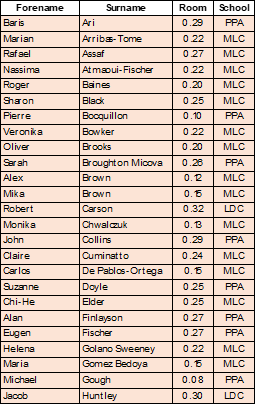 Forename Surname Room School
Baris Ari 0.29 PPA
Marian Arribas-Tome 0.22 MLC
Rafael Assaf 0.27 MLC
Nassima Atmaoui-Fischer 0.22 MLC
Roger Baines 0.20 MLC
Sharon Black 0.25 MLC
Pierre Bocquillon 0.10 PPA
Veronika Bowker 0.22 MLC
Oliver Brooks 0.20 MLC
Sarah Broughton Micova 0.26 PPA
Alex Brown 0.12 MLC
Mika Brown 0.15 MLC
Robert Carson 0.32 LDC
Monika Chwalczuk 0.13 MLC
John Collins 0.29 PPA
Claire Cuminatto 0.24 MLC
Carlos De Pablos-Ortega 0.15 MLC
Suzanne Doyle 0.25 PPA
Chi-He Elder 0.25 MLC
Alan Finlayson 0.27 PPA
Eugen Fischer 0.27 PPA
Helena Golano Sweeney 0.22 MLC
Maria Gomez Bedoya 0.15 MLC
Michael Gough 0.08 PPA
Jacob Huntley 0.30 LDC